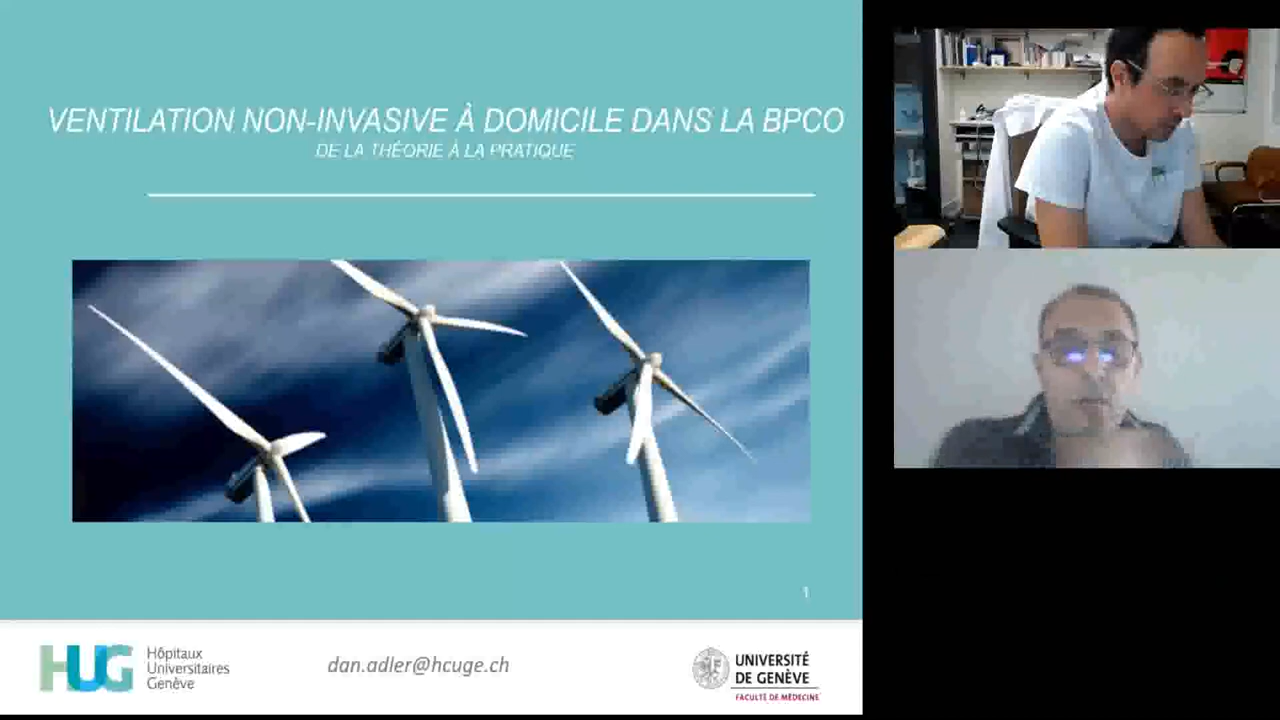 VENTILATION NON-INVASIVE À DOMICILE DANS LA BPCO
DE LA THÉORIE À LA PRATIQUE
1
HUG
Hôpitaux
Universitaires
Genève
dan.adler@hcuge.ch
UNIVERSITÉ
DE GENÈVE
FACULTÉ DE MÉDECINE